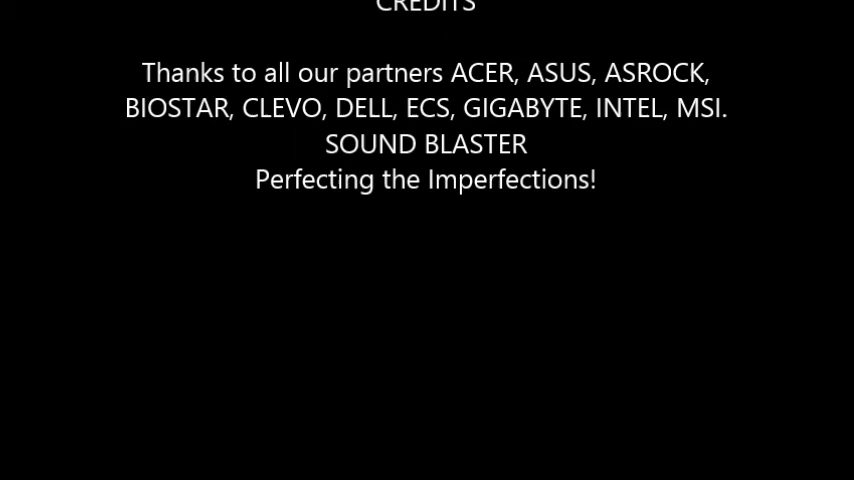 CREDITS
Thanks to all our partners ACER, ASUS, ASROCK,
BIOSTAR, CLEVO, DELL, ECS, GIGABYTE, INTEL, MSI.
SOUND BLASTER
Perfecting the Imperfections!